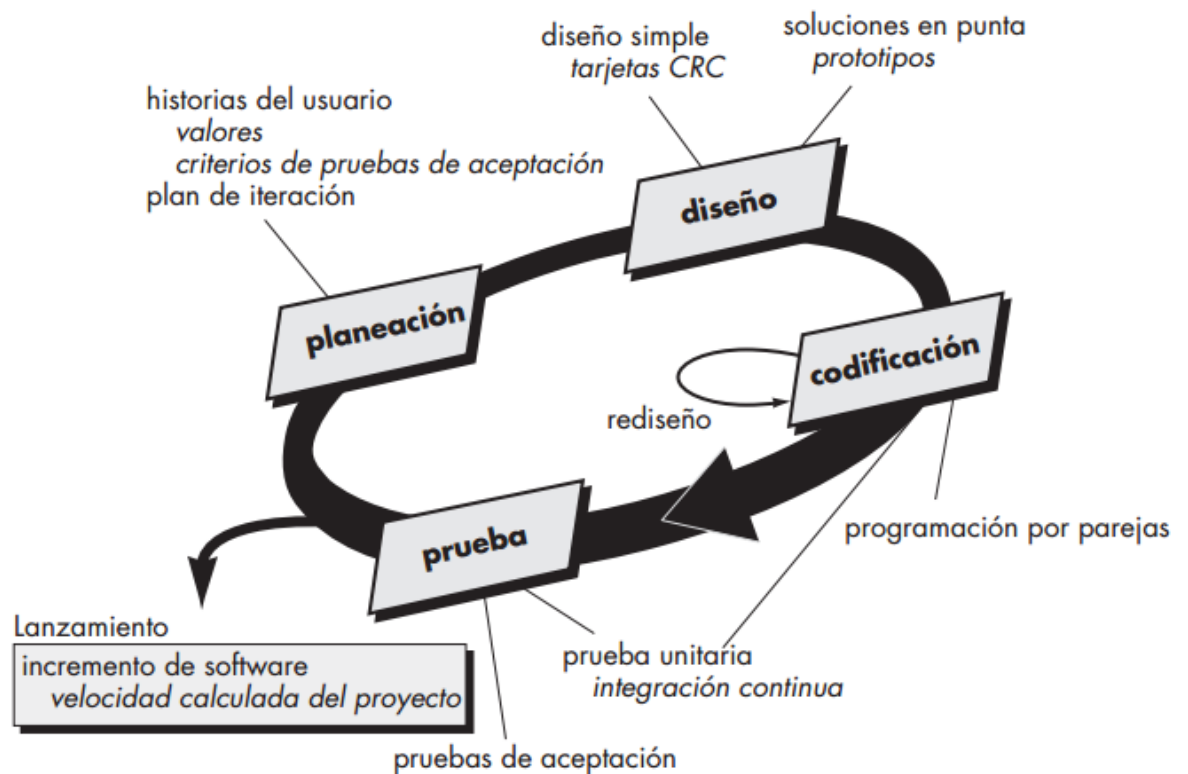 diseño simple
tarjetas CRC
soluciones en punta
prototipos
historias del usuario
valores
criterios de pruebas de aceptación
plan de iteración
diseño
planeación
codificación
rediseño
prueba
programación por parejas
Lanzamiento
incremento de software
velocidad calculada del proyecto
prueba unitaria
integración continua
pruebas de aceptación